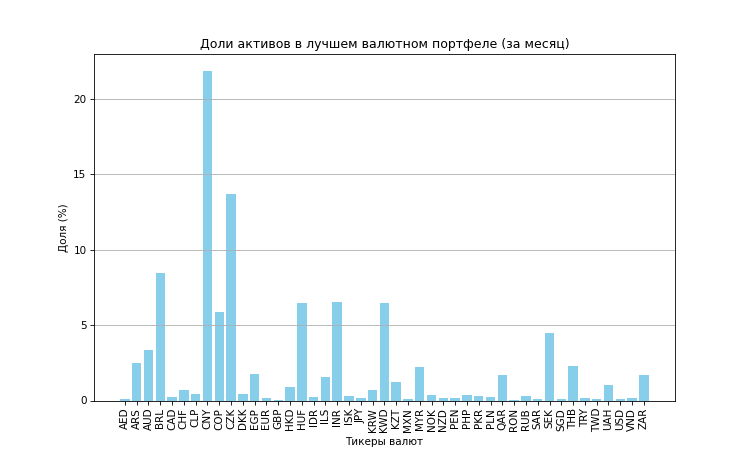 Доли активов в лучшем валютном портфеле (за месяц)
Доля (%)
20
15
10
5
0
AED ARS AUD BRL CAD CHF CLP CNY COP CZK DKK EGP EUR GBP HKD HUF IDR ILS INR ISK JPY KRW KWD KZT MXN MYR NOK NZD PEN PHP PKR PLN QAR RON RUB SAR SEK SGD THB TRY TWD UAH USD VND ZAR
Тикеры валют